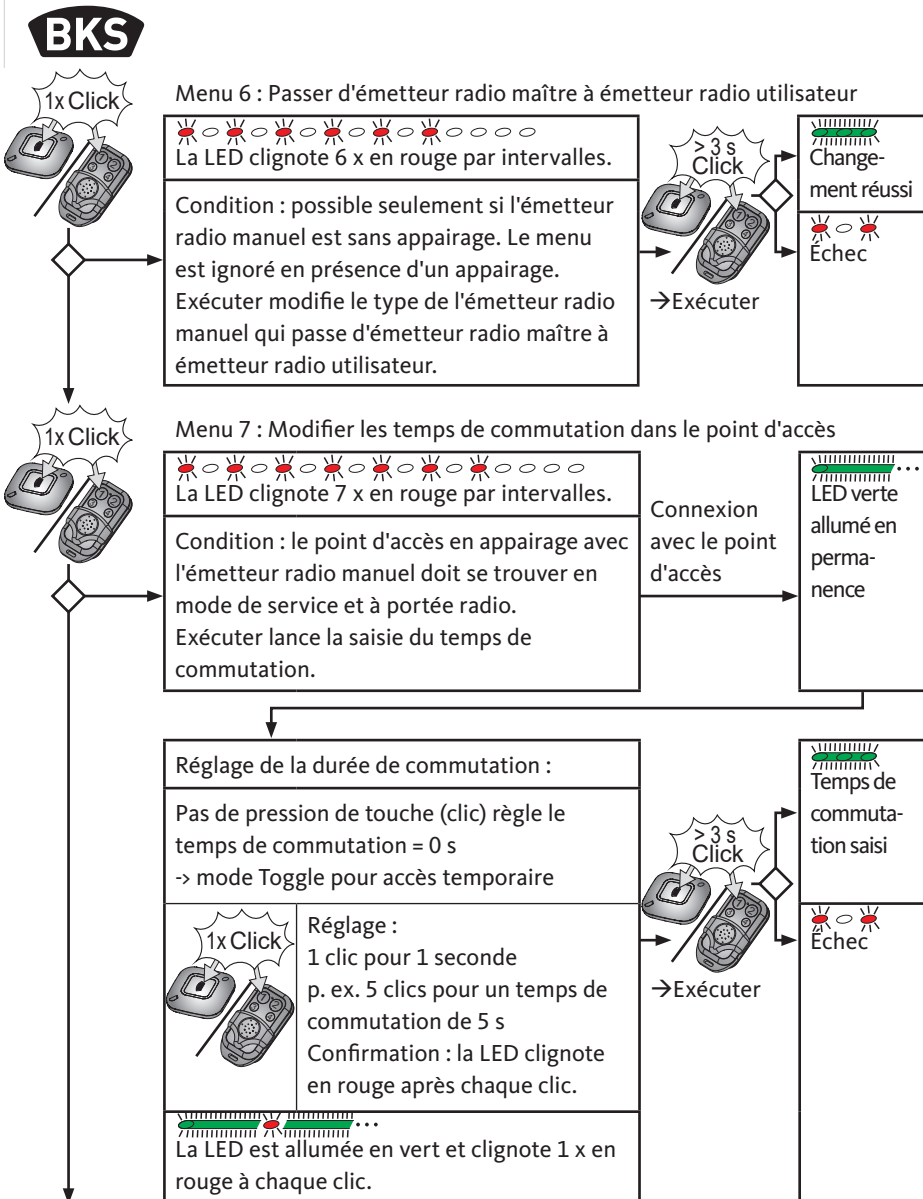 BKS
1x Click
Menu 6 : Passer d'émetteur radio maître à émetteur radio utilisateur
La LED clignote 6 x en rouge par intervalles.
Condition : possible seulement si l'émetteur
radio manuel est sans appairage. Le menu
est ignoré en présence d'un appairage.
Exécuter modifie le type de l'émetteur radio
manuel qui passe d'émetteur radio maître à
émetteur radio utilisateur.
> 3 s
Click
→Exécuter
Change-
ment réussi
Échec
1x Click
Menu 7 : Modifier les temps de commutation dans le point d'accès
La LED clignote 7 x en rouge par intervalles.
Condition : le point d'accès en appairage avec
l'émetteur radio manuel doit se trouver en
mode de service et à portée radio.
Exécuter lance la saisie du temps de
commutation.
Connexion
avec le point
d'accès
...
LED verte
allumé en
perma-
nence
Réglage de la durée de commutation :
Pas de pression de touche (clic) règle le
temps de commutation = 0 s
-> mode Toggle pour accès temporaire
1x Click
Réglage :
1 clic pour 1 seconde
p. ex. 5 clics pour un temps de
commutation de 5 s
Confirmation : la LED clignote
en rouge après chaque clic.
...
La LED est allumée en vert et clignote 1 x en
rouge à chaque clic.
> 3 s
Click
→Exécuter
Temps de
commuta-
tion saisi
Échec